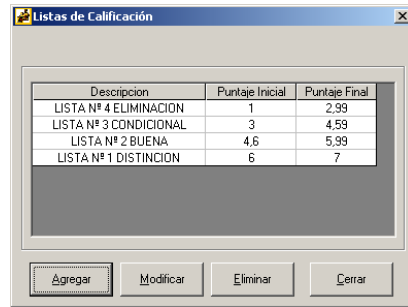 Listas de Calificación
Descripcion Puntaje Inicial Puntaje Final
LISTA Nº 4 ELIMINACION 1 2,99
LISTA Nº 3 CONDICIONAL 3 4,59
LISTA Nº 2 BUENA 4,6 5,99
LISTA Nº 1 DISTINCION 6 7
Agregar Modificar Eliminar Cerrar